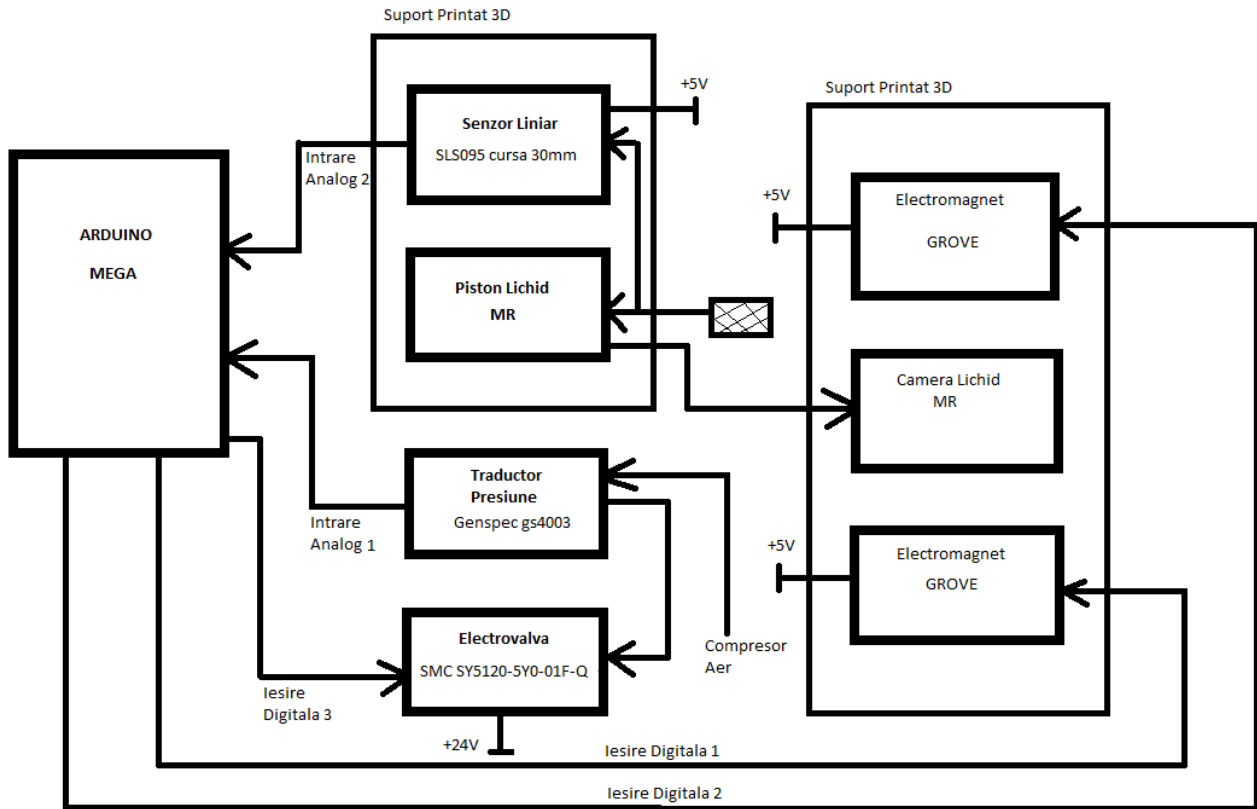 Suport Printat 3D
+5V
Senzor Liniar
SLS095 cursa 30mm
Intrare
Analog 2
ARDUINO
MEGA
Piston Lichid
MR
Suport Printat 3D
+5V
Electromagnet
GROVE
Camera Lichid
MR
Traductor
Presiune
Genspec gs4003
Intrare
Analog 1
+5V
Electromagnet
GROVE
Electrovalva
SMC SY5120-5Y0-01F-Q
Compresor
Aer
Iesire
Digitala 3
+24V
Iesire Digitala 1
Iesire Digitala 2